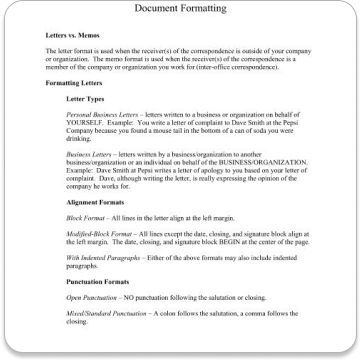 Document Formatting
Letters vs. Memos
The letter format is used when the receiver(s) of the correspondence is outside of your company
or organization.  The memo format is used when the receiver(s) of the correspondence is a
member of the company or organization you work for (inter-office correspondence).
Formatting Letters
Letter Types
Personal Business Letters – letters written to a business or organization on behalf of
YOURSELF.  Example:  You write a letter of complaint to Dave Smith at the Pepsi
Company because you found a mouse tail in the bottom of a can of soda you were
drinking.
Business Letters – letters written by a business/organization to another
business/organization or an individual on behalf of the BUSINESS/ORGANIZATION.
Example:  Dave Smith at Pepsi writes a letter of apology to you based on your letter of
complaint.  Dave, although writing the letter, is really expressing the opinion of the
company he works for.
Alignment Formats
Block Format – All lines in the letter align at the left margin.
Modified-Block Format – All lines except the date, closing, and signature block align at
the left margin.  The date, closing, and signature block BEGIN at the center of the page.
With Indented Paragraphs – Either of the above formats may also include indented
paragraphs.
Punctuation Formats
Open Punctuation – NO punctuation following the salutation or closing.
Mixed/Standard Punctuation – A colon follows the salutation, a comma follows the
closing.